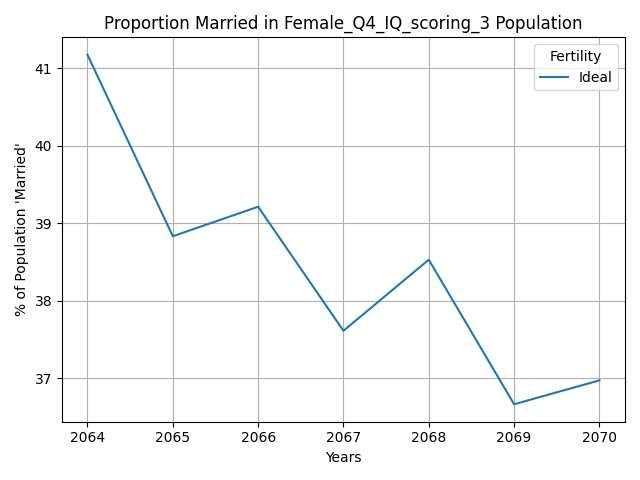 Proportion Married in Female_Q4_IQ_scoring_3 Population
Fertility
Ideal
% of Population 'Married'
41
40
39
38
37
2064 2065 2066 2067 2068 2069 2070
Years